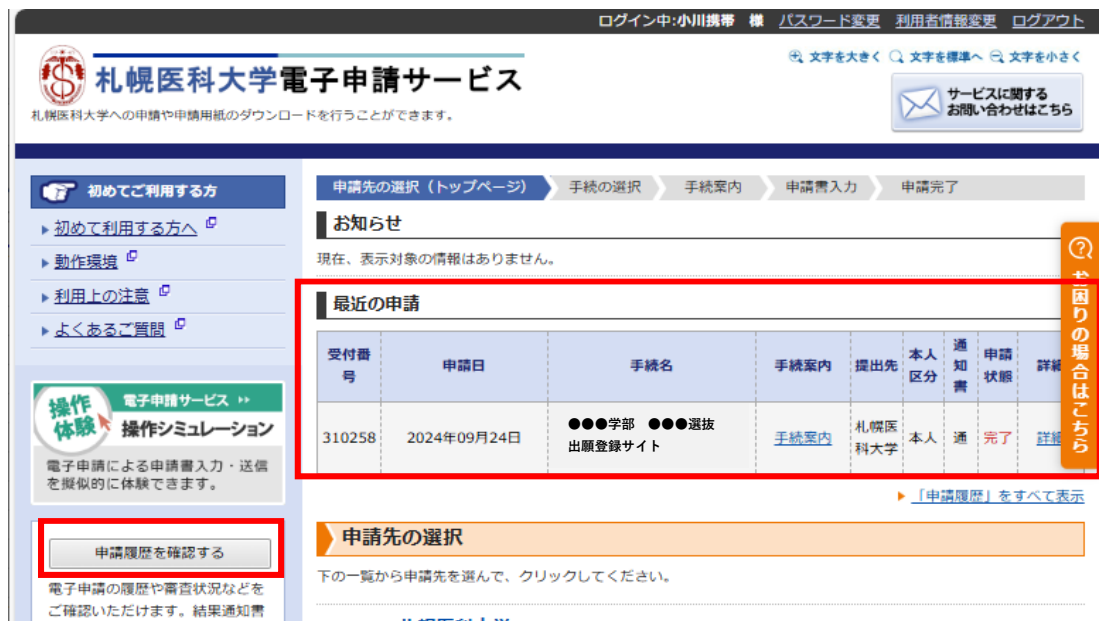 ログイン中:小川携帯 様 パスワード変更 利用者情報変更 ログアウト
札幌医科大学電子申請サービス
札幌医科大学への申請や申請用紙のダウンロードを行うことができます。
文字を大きく 文字を標準へ 文字を小さく
サービスに関する
お問い合わせはこちら
初めてご利用する方
初めて利用する方へ
動作環境
利用上の注意
よくあるご質問
操作
体験
電子申請サービス
操作シミュレーション
電子申請による申請書入力・送信
を擬似的に体験できます。
申請履歴を確認する
電子申請の履歴や審査状況などを
ご確認いただけます。結果通知書
申請先の選択（トップページ） 手続の選択 手続案内 申請書入力 申請完了
お知らせ
現在、表示対象の情報はありません。
最近の申請
受付番号 申請日 手続名 手続案内 提出先 本人区分 通知書 申請状態 詳細
310258 2024年09月24日 ●●●学部 ●●●選抜 出願登録サイト 手続案内 札幌医科大学 本人 通 完了 詳細
「申請履歴」をすべて表示
申請先の選択
下の一覧から申請先を選んで、クリックしてください。
札幌医科大学
お困りの場合はこちら